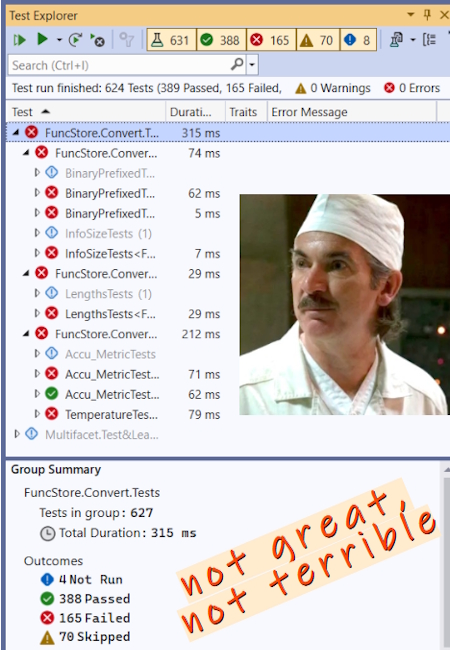 Test Explorer
631 388 165 70 8
Search (Ctrl+I)
Test run finished: 624 Tests (389 Passed, 165 Failed, 0 Warnings 0 Errors
Test Durati... Traits Error Message
FuncStore.Convert.T... 315 ms
FuncStore.Conver... 74 ms
BinaryPrefixedT...
BinaryPrefixedT... 62 ms
BinaryPrefixedT... 5 ms
InfoSizeTests (1)
InfoSizeTests<F... 7 ms
FuncStore.Conver... 29 ms
LengthsTests (1)
LengthsTests<F... 29 ms
FuncStore.Conver... 212 ms
Accu_MetricTests
Accu_MetricTest... 71 ms
Accu_MetricTest... 62 ms
TemperatureTes... 79 ms
Multifacet.Test&Lea...
Group Summary
FuncStore.Convert.Tests
Tests in group: 627
Total Duration: 315 ms
Outcomes
4 Not Run
388 Passed
165 Failed
70 Skipped
not great,
not terrible